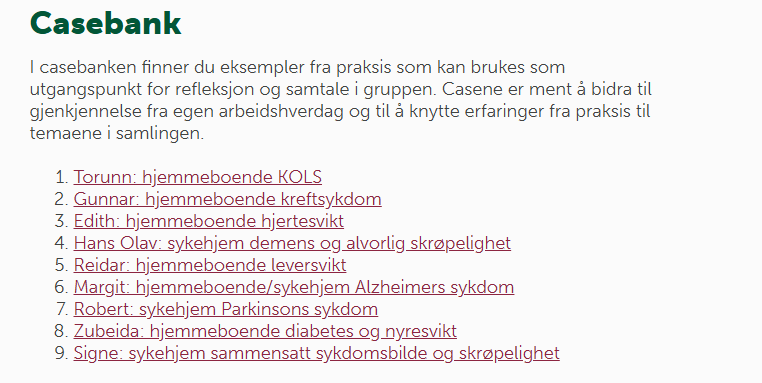 Casebank
I casebanken finner du eksempler fra praksis som kan brukes som
utgangspunkt for refleksjon og samtale i gruppen. Casene er ment å bidra til
gjenkjennelse fra egen arbeidshverdag og til å knytte erfaringer fra praksis til
temaene i samlingen.
1. Torunn: hjemmeboende KOLS
2. Gunnar: hjemmeboende kreftsykdom
3. Edith: hjemmeboende hjertesvikt
4. Hans Olav: sykehjem demens og alvorlig skrøpelighet
5. Reidar: hjemmeboende leversvikt
6. Margit: hjemmeboende/sykehjem Alzheimers sykdom
7. Robert: sykehjem Parkinsons sykdom
8. Zubeida: hjemmeboende diabetes og nyresvikt
9. Signe: sykehjem sammensatt sykdomsbilde og skrøpelighet